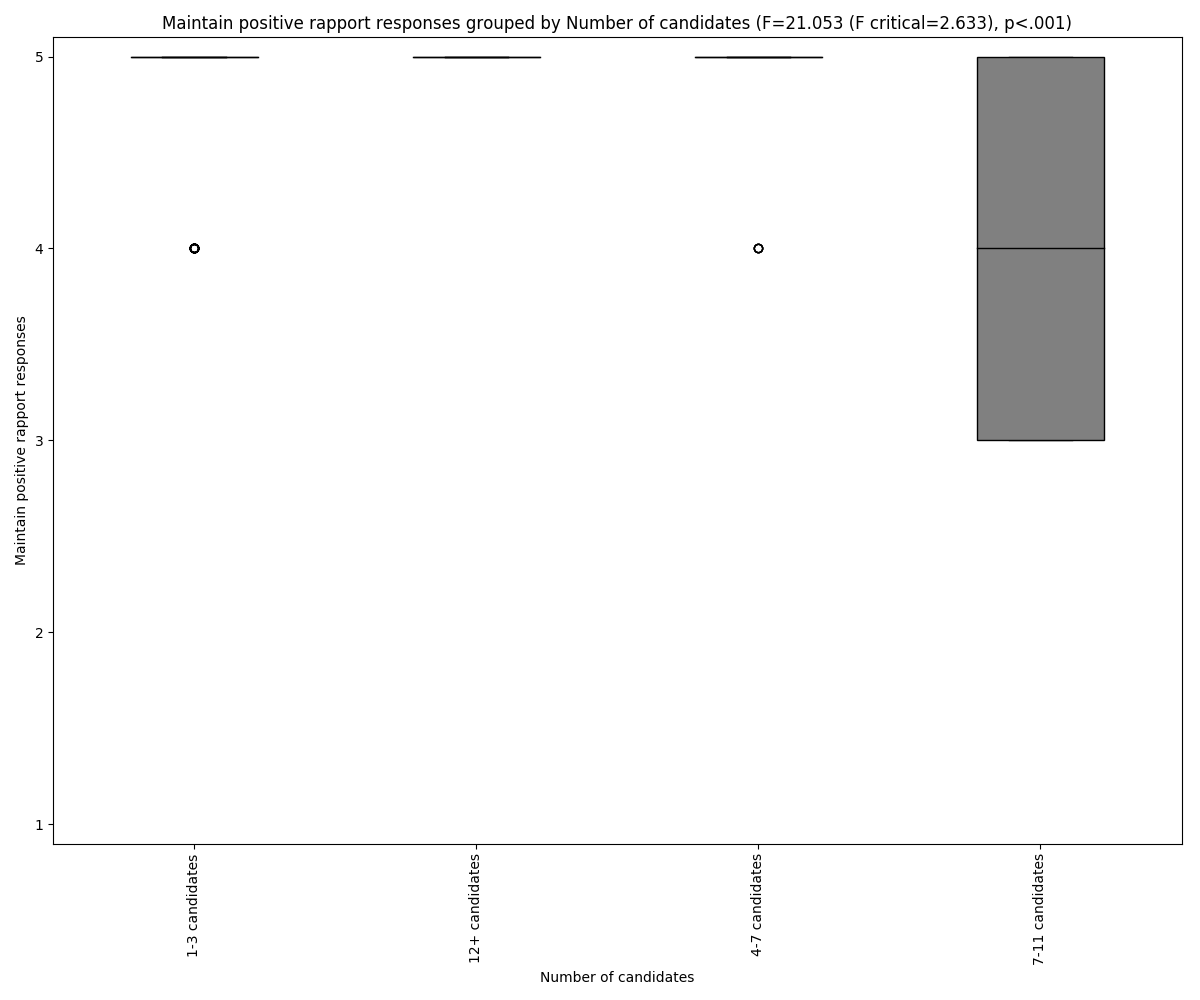 Maintain positive rapport responses grouped by Number of candidates (F=21.053 (F critical=2.633), p<.001)
5
4
3
2
1
Maintain positive rapport responses
1-3 candidates
12+ candidates
4-7 candidates
7-11 candidates
Number of candidates